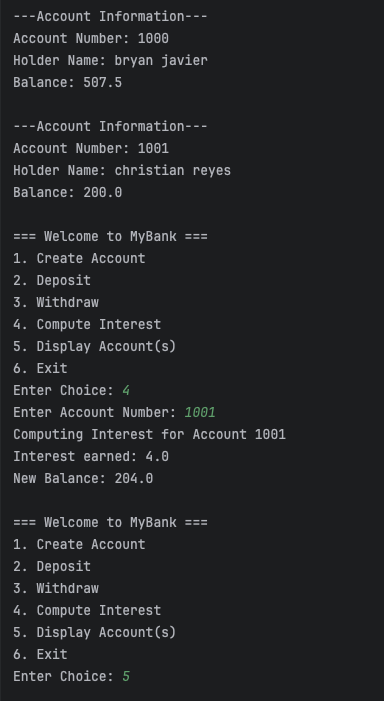 ---Account Information---
Account Number: 1000
Holder Name: bryan javier
Balance: 507.5
---Account Information---
Account Number: 1001
Holder Name: christian reyes
Balance: 200.0
=== Welcome to MyBank ===
1. Create Account
2. Deposit
3. Withdraw
4. Compute Interest
5. Display Account(s)
6. Exit
Enter Choice: 4
Enter Account Number: 1001
Computing Interest for Account 1001
Interest earned: 4.0
New Balance: 204.0
=== Welcome to MyBank ===
1. Create Account
2. Deposit
3. Withdraw
4. Compute Interest
5. Display Account(s)
6. Exit
Enter Choice: 5